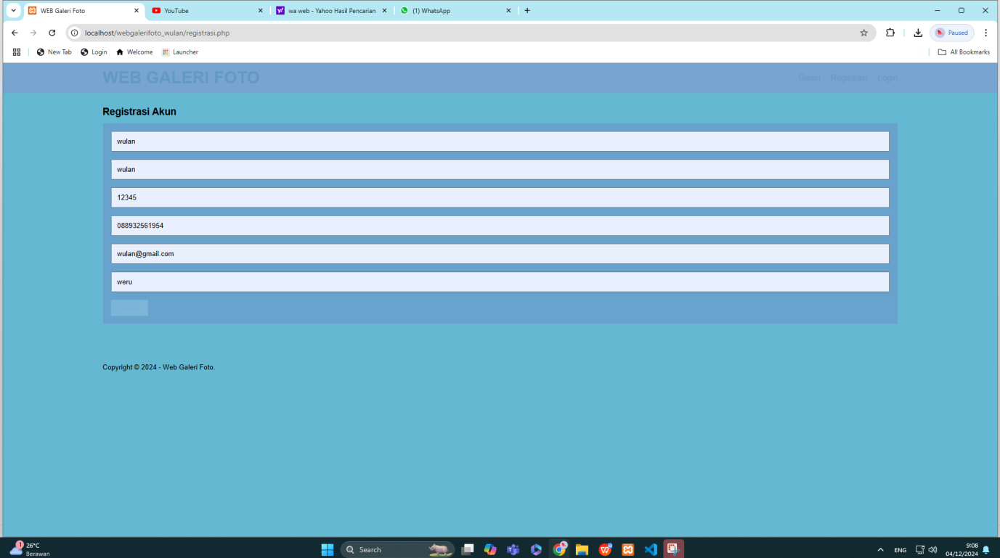 WEB Galeri Foto
YouTube
wa web - Yahoo Hasil Pencarian
(1) WhatsApp
localhost/webgalerifoto_wulan/registrasi.php
Paused
New Tab
Login
Welcome
Launcher
All Bookmarks
WEB GALERI FOTO
Galeri
Registrasi
Login
Registrasi Akun
wulan
wulan
12345
088932561954
wulan@gmail.com
weru
Copyright © 2024 - Web Galeri Foto.
1
26°C
Berawan
Search
ENG
9:08
04/12/2024